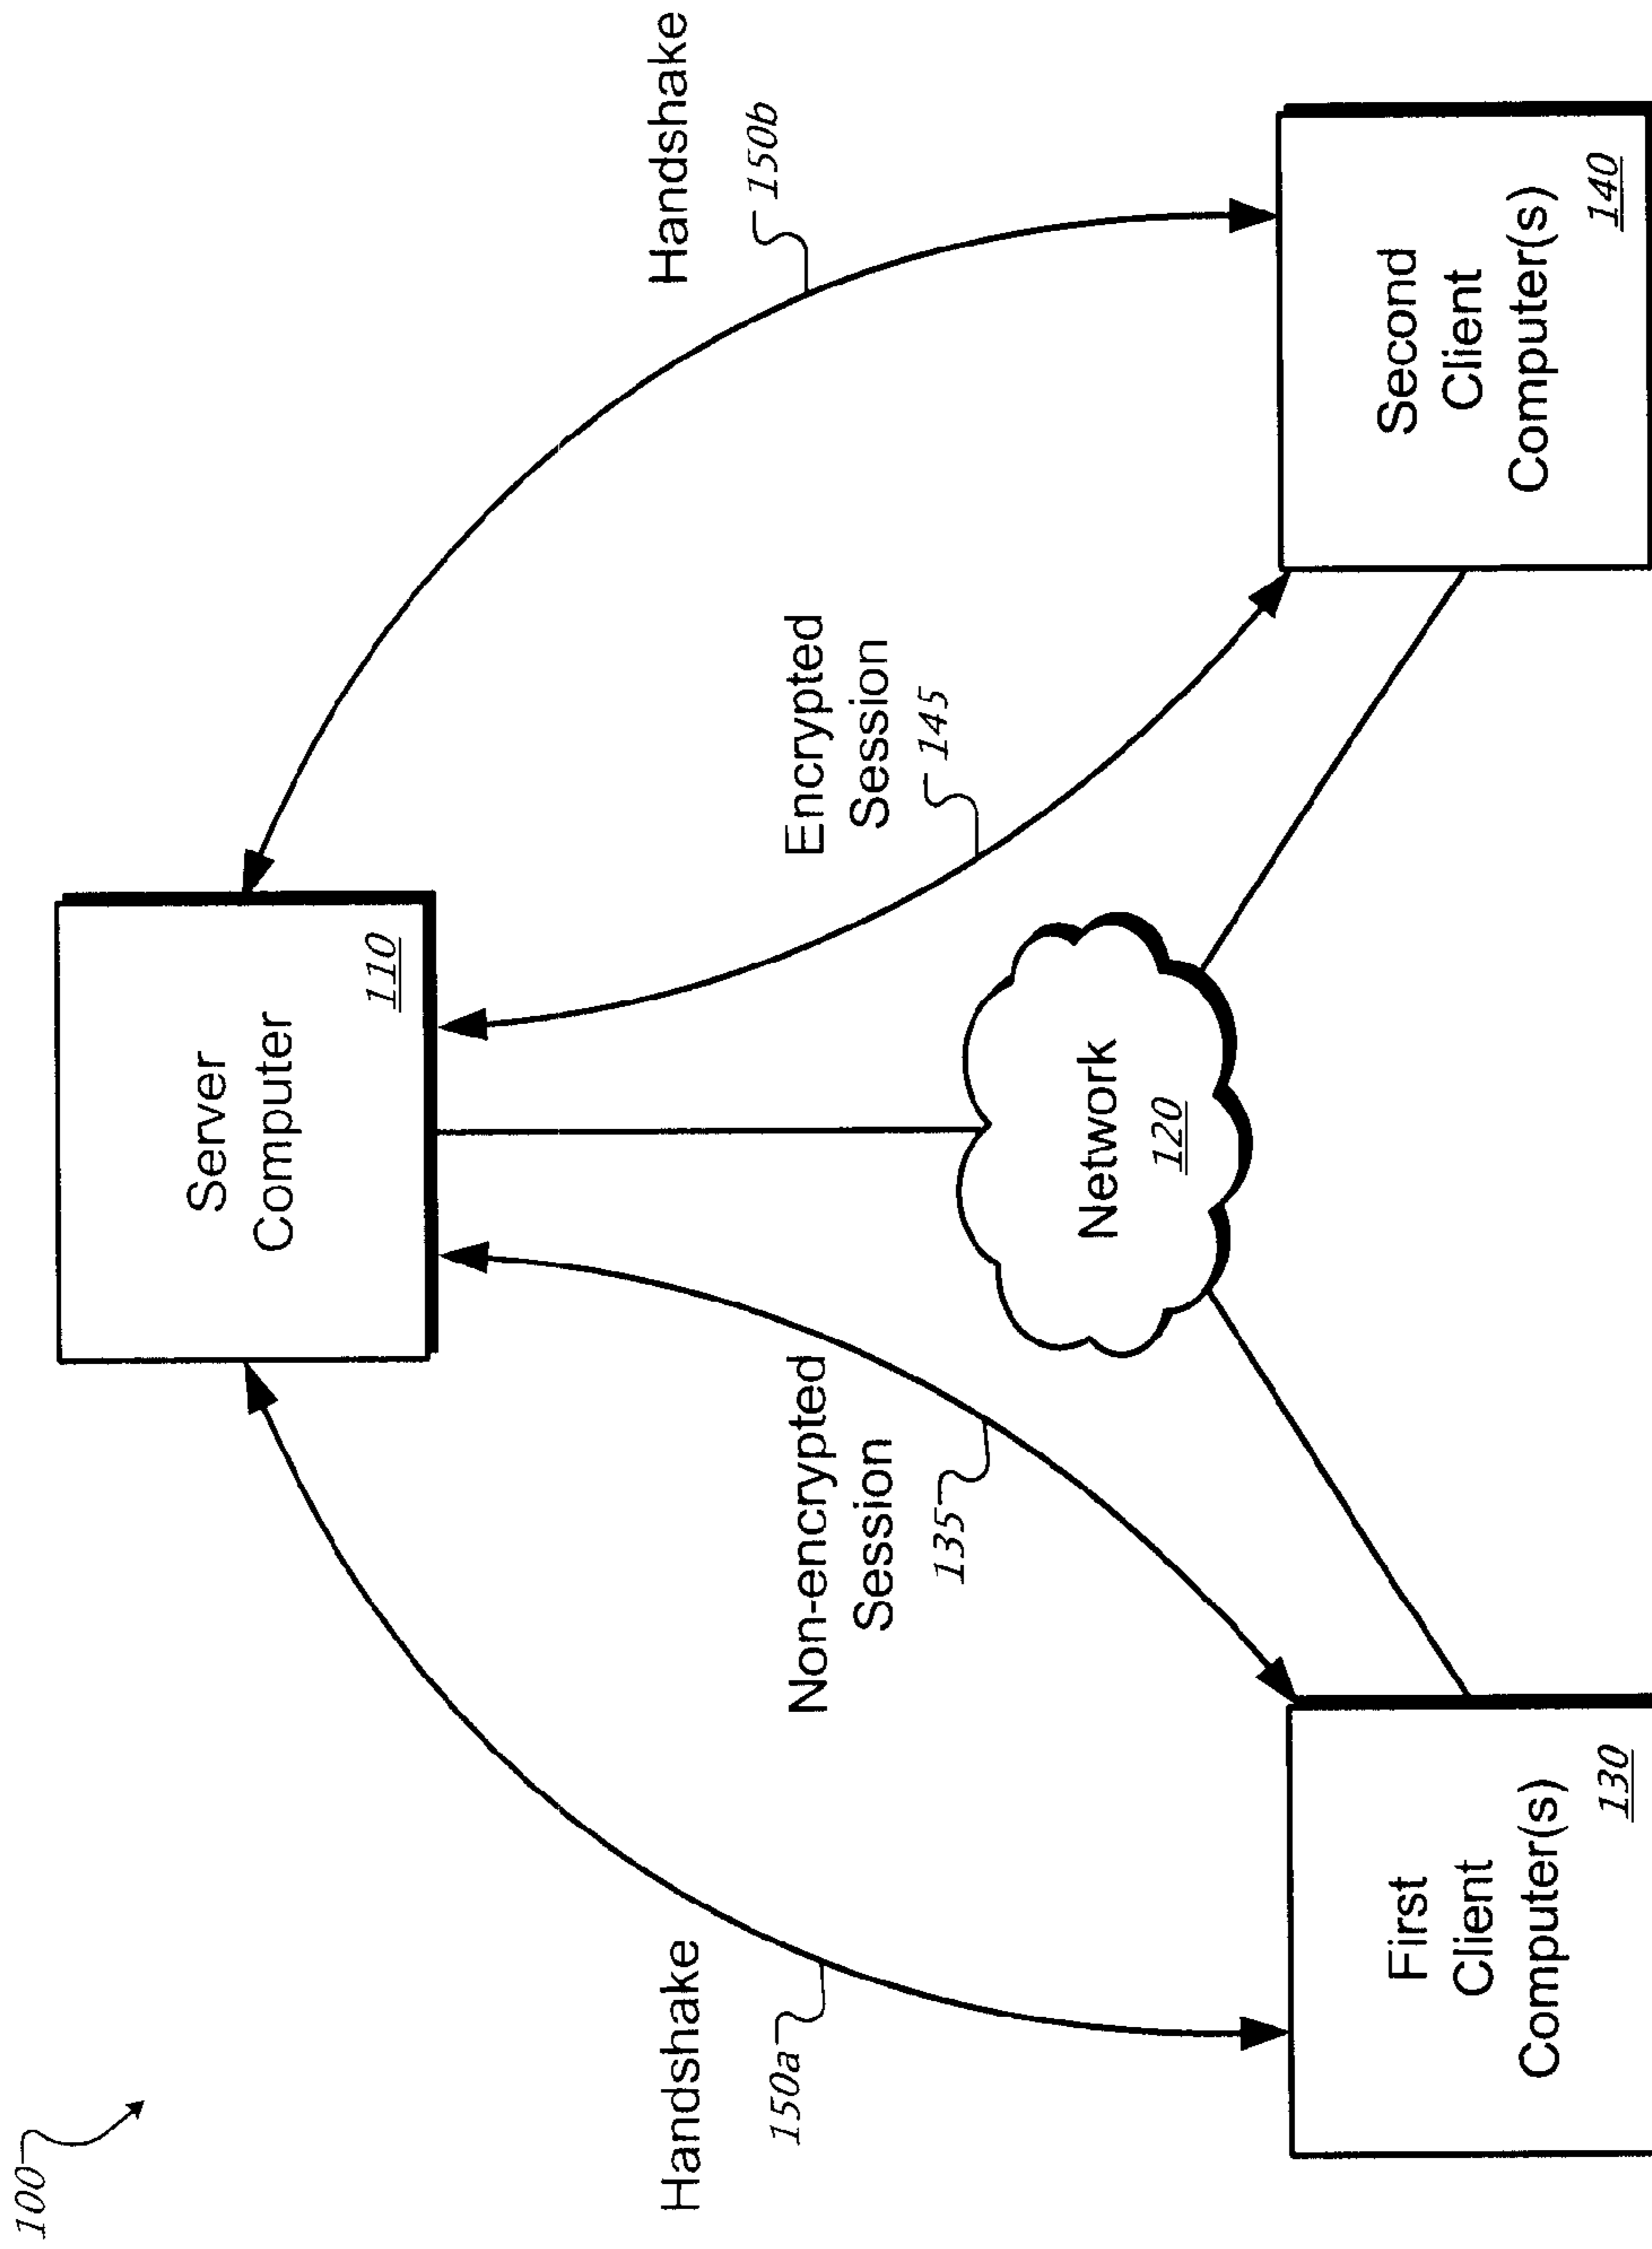 100
Server
Computer
110
Handshake
150a
Handshake
150b
Non-encrypted
Session
135
Encrypted
Session
145
Network
120
First
Client
Computer(s)
130
Second
Client
Computer(s)
140